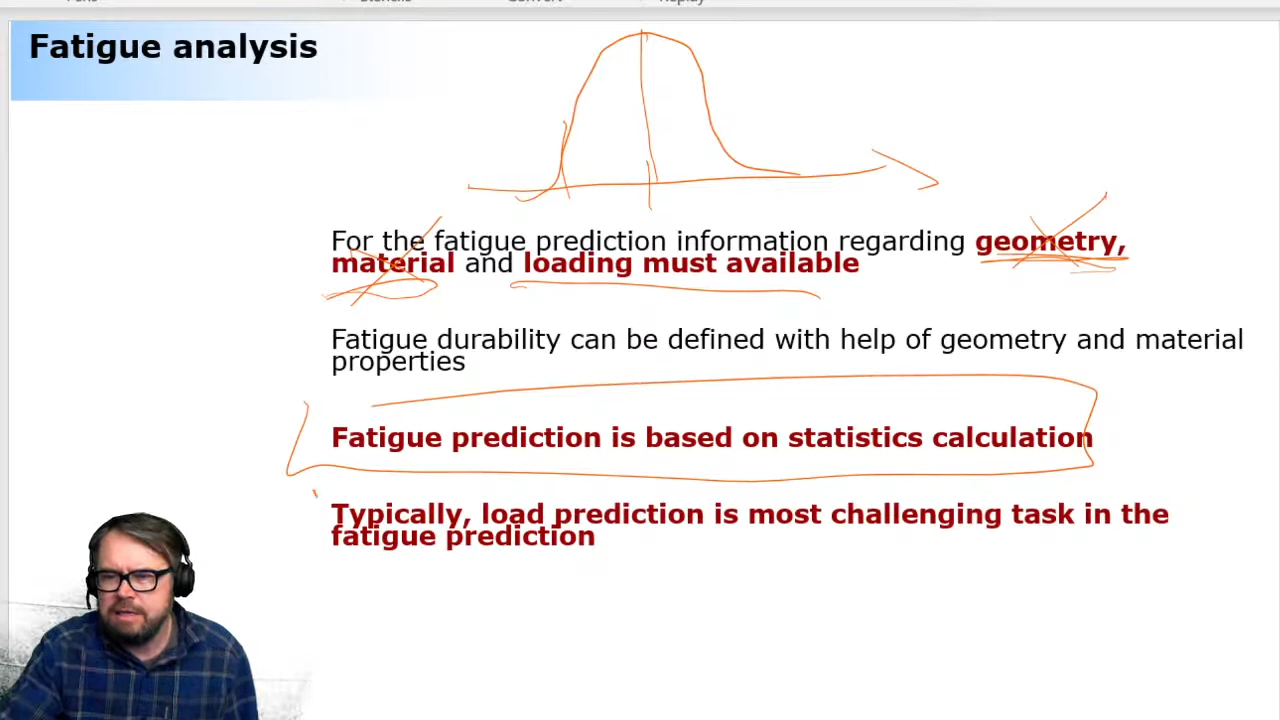 Fatigue analysis
For the fatigue prediction information regarding geometry,
material and loading must available
Fatigue durability can be defined with help of geometry and material
properties
Fatigue prediction is based on statistics calculation
Typically, load prediction is most challenging task in the
fatigue prediction